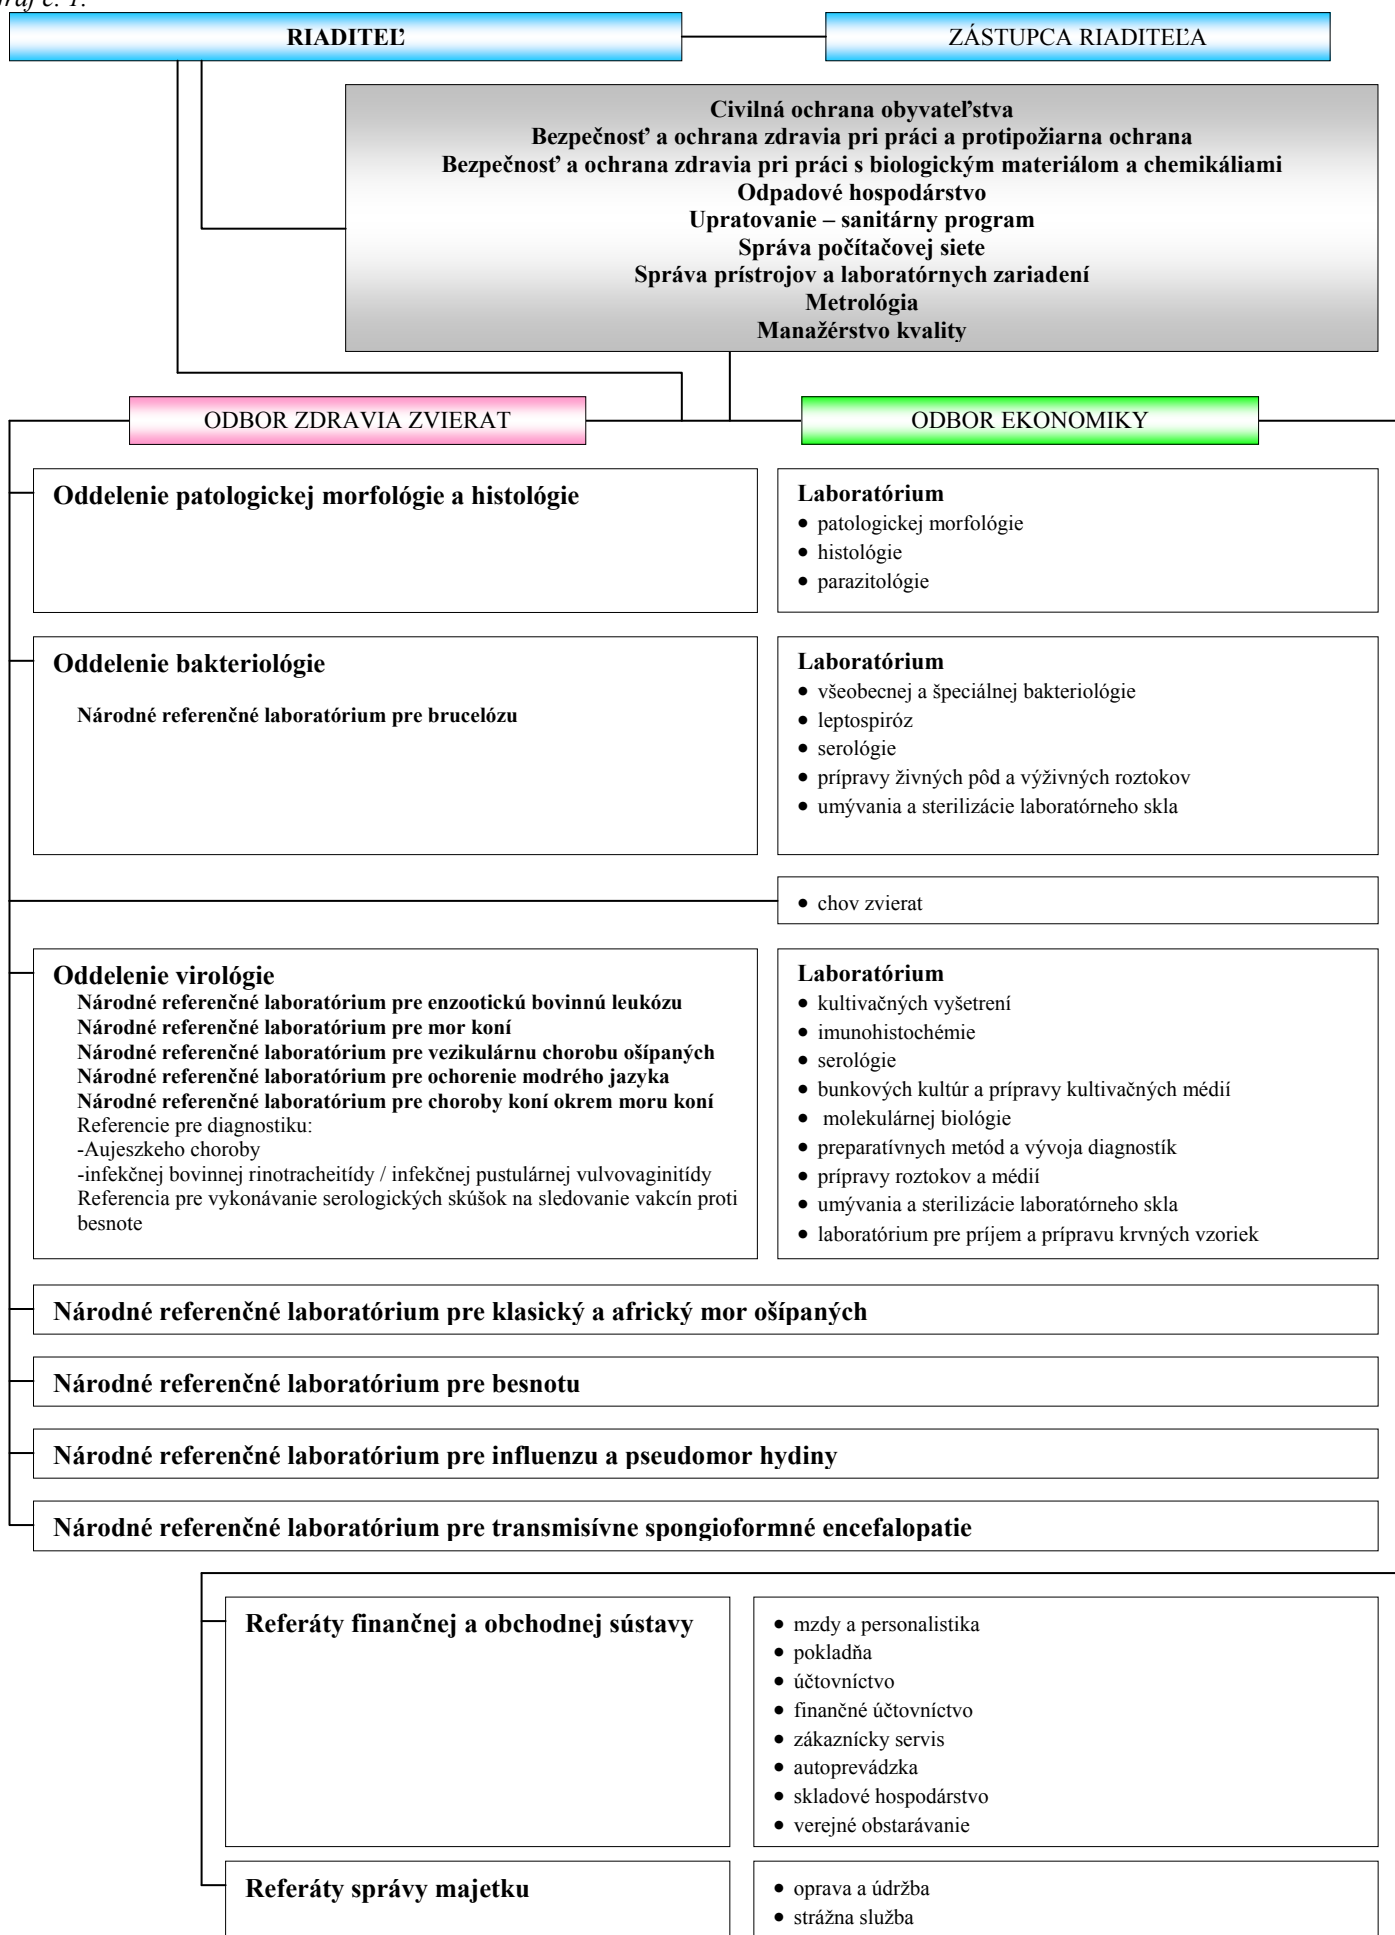 č. 1.
RIADITEĽ
ZÁSTUPCA RIADITEĽA
Civilná ochrana obyvateľstva
Bezpečnosť a ochrana zdravia pri práci a protipožiarna ochrana
Bezpečnosť a ochrana zdravia pri práci s biologickým materiálom a chemikáliami
Odpadové hospodárstvo
Upratovanie – sanitárny program
Správa počítačovej siete
Správa prístrojov a laboratórnych zariadení
Metrológia
Manažérstvo kvality
ODBOR ZDRAVIA ZVIERAT
ODBOR EKONOMIKY
Oddelenie patologickej morfológie a histológie
Laboratórium
• patologickej morfológie
• histológie
• parazitológie
Oddelenie bakteriológie
Národné referenčné laboratórium pre brucelózu
Laboratórium
• všeobecnej a špeciálnej bakteriológie
• leptospiróz
• serológie
• prípravy živných pôd a výživných roztokov
• umývania a sterilizácie laboratórneho skla
• chov zvierat
Oddelenie virológie
Národné referenčné laboratórium pre enzootickú bovinnú leukózu
Národné referenčné laboratórium pre mor koní
Národné referenčné laboratórium pre vezikulárnu chorobu ošípaných
Národné referenčné laboratórium pre ochorenie modrého jazyka
Národné referenčné laboratórium pre choroby koní okrem moru koní
Referencie pre diagnostiku:
-Aujeszkeho choroby
-infekčnej bovinnej rinotracheitídy / infekčnej pustulárnej vulvovaginitídy
Referencia pre vykonávanie serologických skúšok na sledovanie vakcín proti
besnote
Laboratórium
• kultivačných vyšetrení
• imunohistochémie
• serológie
• bunkových kultúr a prípravy kultivačných médií
• molekulárnej biológie
• preparatívnych metód a vývoja diagnostík
• prípravy roztokov a médií
• umývania a sterilizácie laboratórneho skla
• laboratórium pre príjem a prípravu krvných vzoriek
Národné referenčné laboratórium pre klasický a africký mor ošípaných
Národné referenčné laboratórium pre besnotu
Národné referenčné laboratórium pre influenzu a pseudomor hydiny
Národné referenčné laboratórium pre transmisívne spongioformné encefalopatie
Referáty finančnej a obchodnej sústavy
• mzdy a personalistika
• pokladňa
• účtovníctvo
• finančné účtovníctvo
• zákaznícky servis
• autoprevádzka
• skladové hospodárstvo
• verejné obstarávanie
Referáty správy majetku
• oprava a údržba
• strážna služba